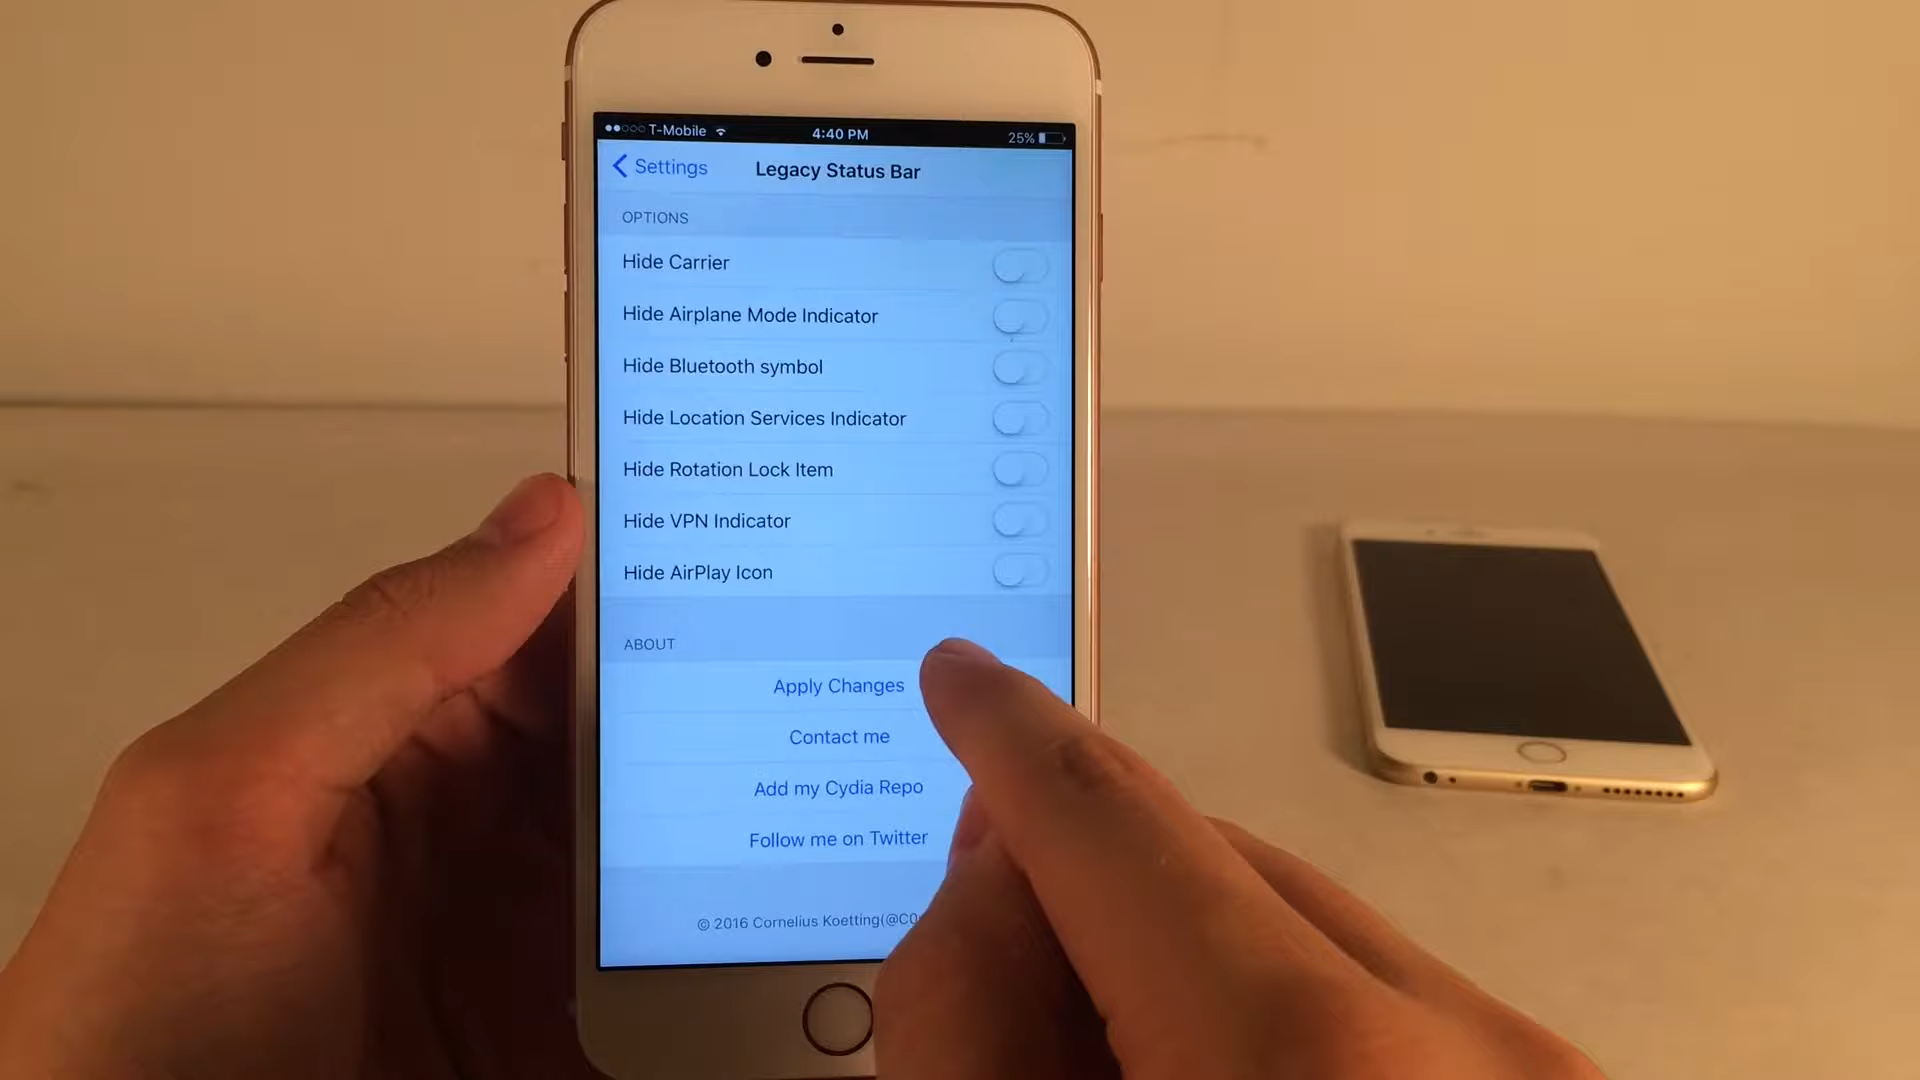 T-Mobile 4:40 PM 25%
Settings Legacy Status Bar
OPTIONS
Hide Carrier
Hide Airplane Mode Indicator
Hide Bluetooth symbol
Hide Location Services Indicator
Hide Rotation Lock Item
Hide VPN Indicator
Hide AirPlay Icon
ABOUT
Apply Changes
Contact me
Add my Cydia Repo
Follow me on Twitter
© 2016 Cornelius Koetting(@C0